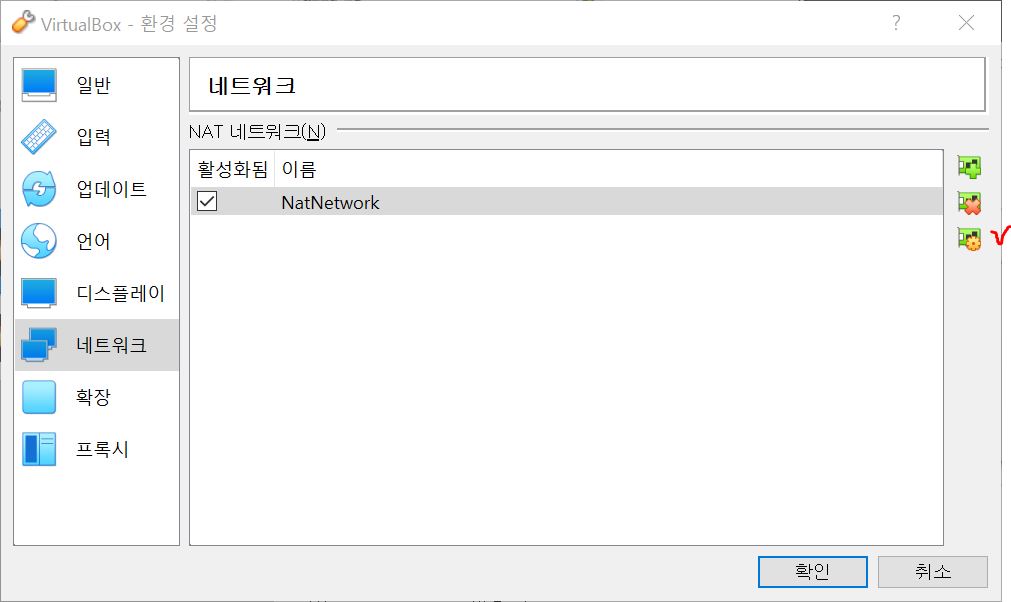 VirtualBox - 환경 설정
일반
입력
업데이트
언어
디스플레이
네트워크
확장
프록시
네트워크
NAT 네트워크(N)
활성화됨 이름
NatNetwork
확인 취소